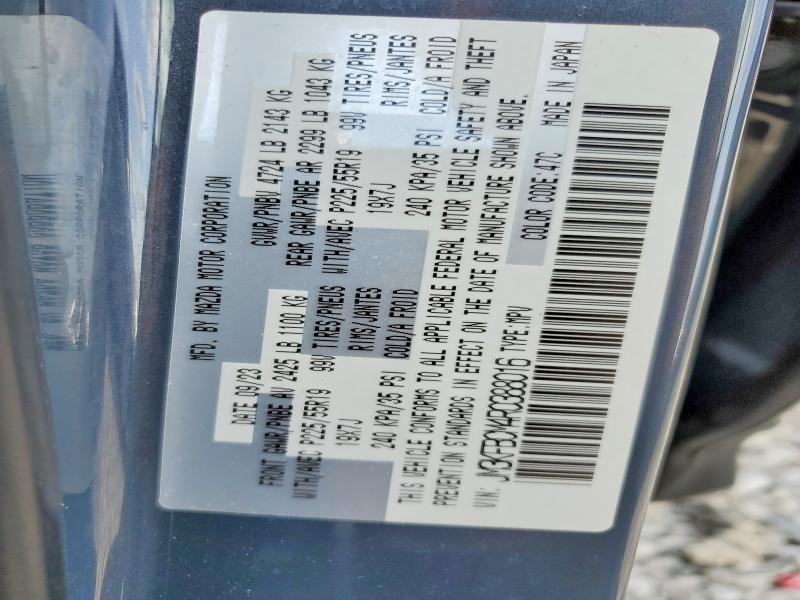 MFD. BY MAZDA MOTOR CORPORATION
DATE 09/23 GVWR/PNBV 4724 LB 2143 KG
FRONT GAWR/PNBE AV 2425 LB 1100 KG REAR GAWR/PNBE AR 2299 LB 1043 KG
WITH/AVEC P225/55R19 99V TIRES/PNEUS WITH/AVEC P225/55R19 99V TIRES/PNEUS
19X7J RIMS/JANTES 19X7J RIMS/JANTES
240 KPA/35 PSI COLD/A FROID 240 KPA/35 PSI COLD/A FROID
THIS VEHICLE CONFORMS TO ALL APPLICABLE FEDERAL MOTOR VEHICLE SAFETY AND THEFT
PREVENTION STANDARDS IN EFFECT ON THE DATE OF MANUFACTURE SHOWN ABOVE.
VIN: JM3KFBCM4R0388016 TYPE:MPV
COLOR CODE:47C MADE IN JAPAN